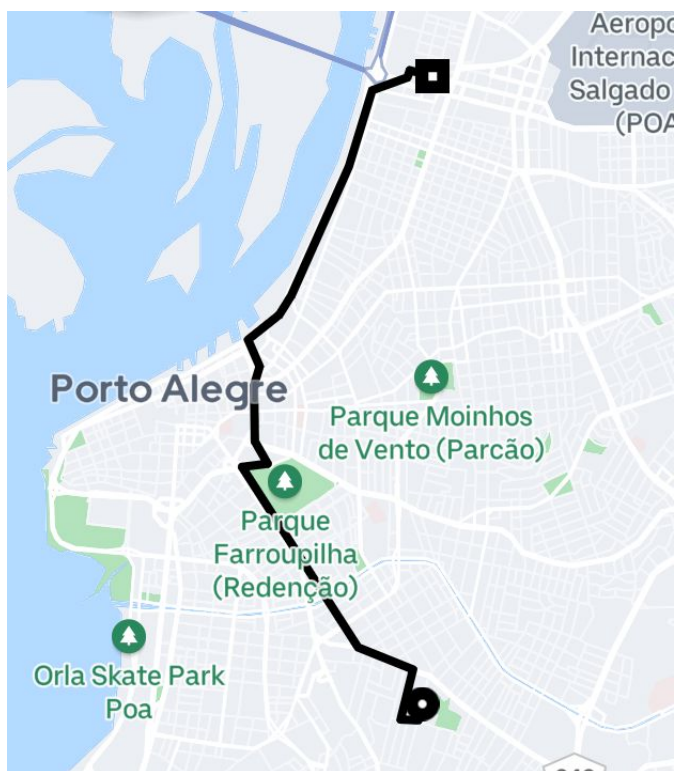 Aeropo
Internac
Salgado
(POA
Porto Alegre
Parque Moinhos
de Vento (Parcão)
Parque
Farroupilha
(Redenção)
Orla Skate Park
Poa